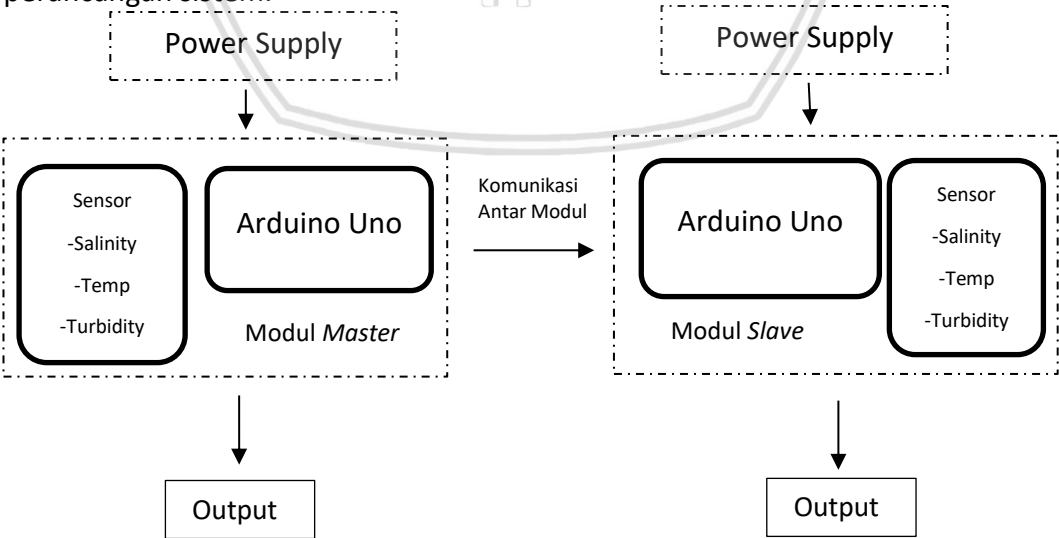 perancangan sistem.
Power Supply
Power Supply
Sensor
-Salinity
-Temp
-Turbidity
Arduino Uno
Modul Master
Komunikasi
Antar Modul
Arduino Uno
Modul Slave
Sensor
-Salinity
-Temp
-Turbidity
Output
Output